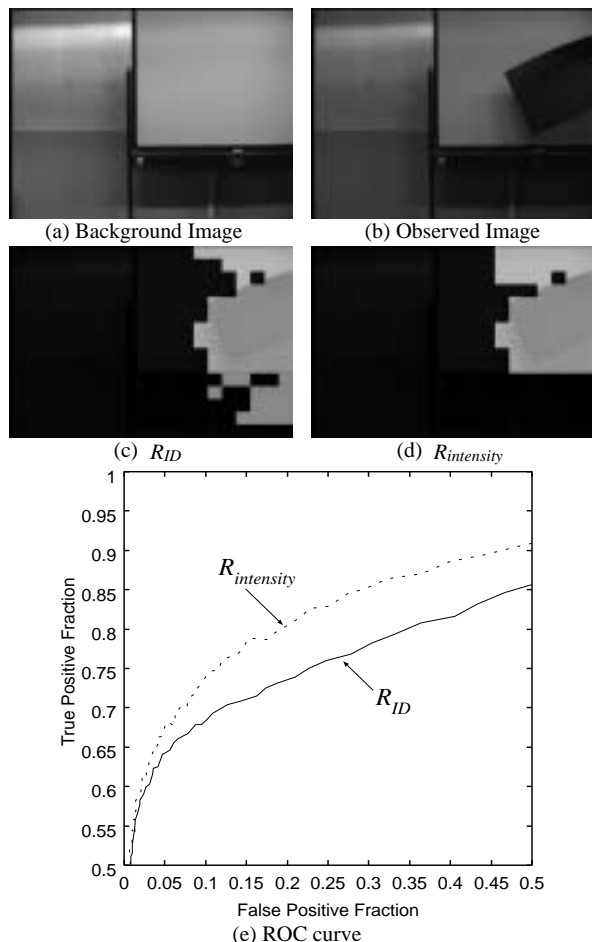 (a) Background Image
(b) Observed Image
(c) R_ID
(d) R_intensity
1
0.95
0.9
0.85
0.8
0.75
0.7
0.65
0.6
0.55
0.5
True Positive Fraction
R_intensity
R_ID
0 0.05 0.1 0.15 0.2 0.25 0.3 0.35 0.4 0.45 0.5
False Positive Fraction
(e) ROC curve